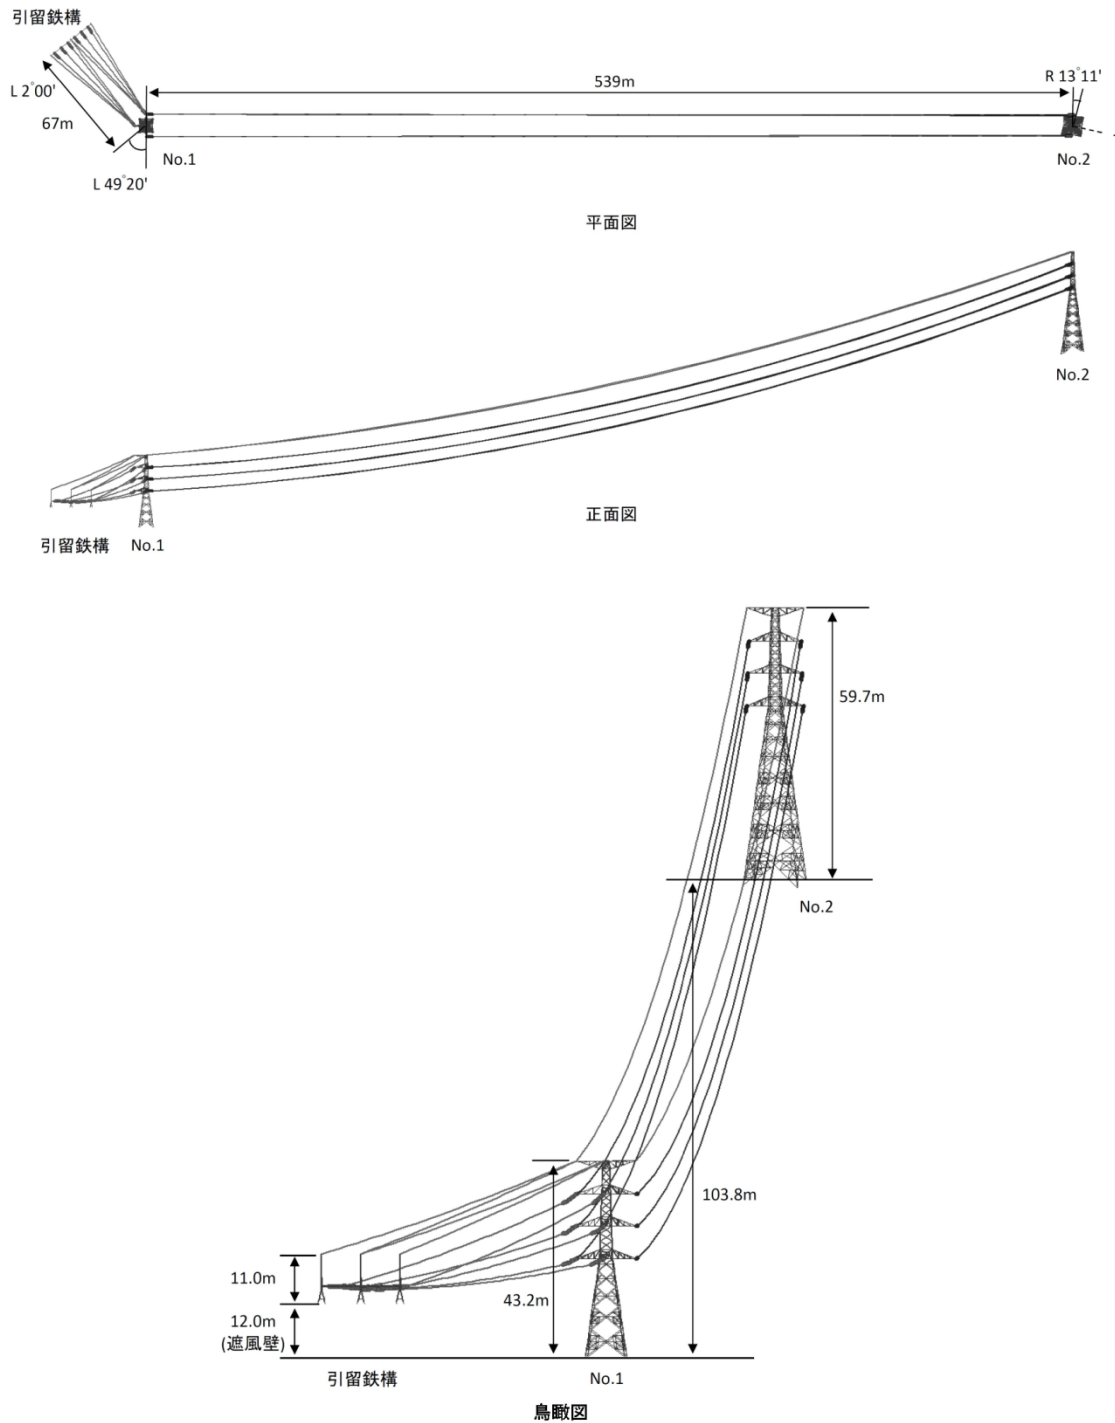 引留鉄構
L 2°00'
67m
539m
R 13°11'
No.1
No.2
L 49°20'
平面図
No.2
正面図
引留鉄構 No.1
59.7m
No.2
103.8m
11.0m
43.2m
12.0m
(遮風壁)
引留鉄構
No.1
鳥瞰図